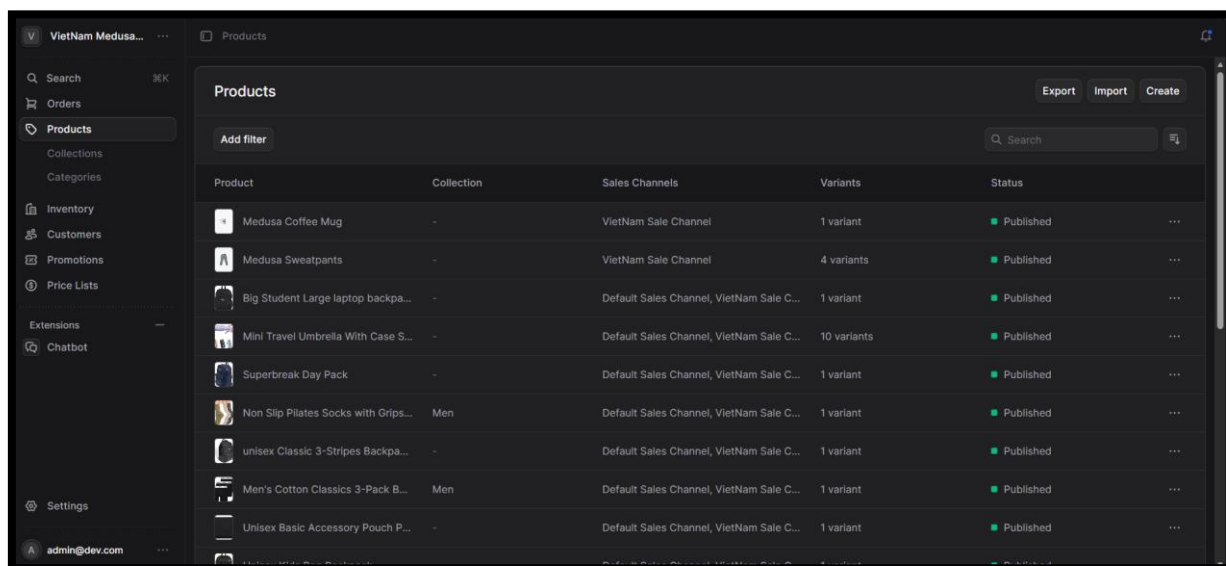 V VietNam Medusa... ...
Products
Search ⌘K
Orders
Products
Collections
Categories
Inventory
Customers
Promotions
Price Lists
Extensions
Chatbot
Settings
A admin@dev.com ...
Products
Export Import Create
Add filter
Search
Product Collection Sales Channels Variants Status
Medusa Coffee Mug - VietNam Sale Channel 1 variant Published ...
Medusa Sweatpants - VietNam Sale Channel 4 variants Published ...
Big Student Large laptop backpa... - Default Sales Channel, VietNam Sale C... 1 variant Published ...
Mini Travel Umbrella With Case S... - Default Sales Channel, VietNam Sale C... 10 variants Published ...
Superbreak Day Pack - Default Sales Channel, VietNam Sale C... 1 variant Published ...
Non Slip Pilates Socks with Grips... Men Default Sales Channel, VietNam Sale C... 1 variant Published ...
unisex Classic 3-Stripes Backpa... - Default Sales Channel, VietNam Sale C... 1 variant Published ...
Men's Cotton Classics 3-Pack B... Men Default Sales Channel, VietNam Sale C... 1 variant Published ...
Unisex Basic Accessory Pouch P... - Default Sales Channel, VietNam Sale C... 1 variant Published ...